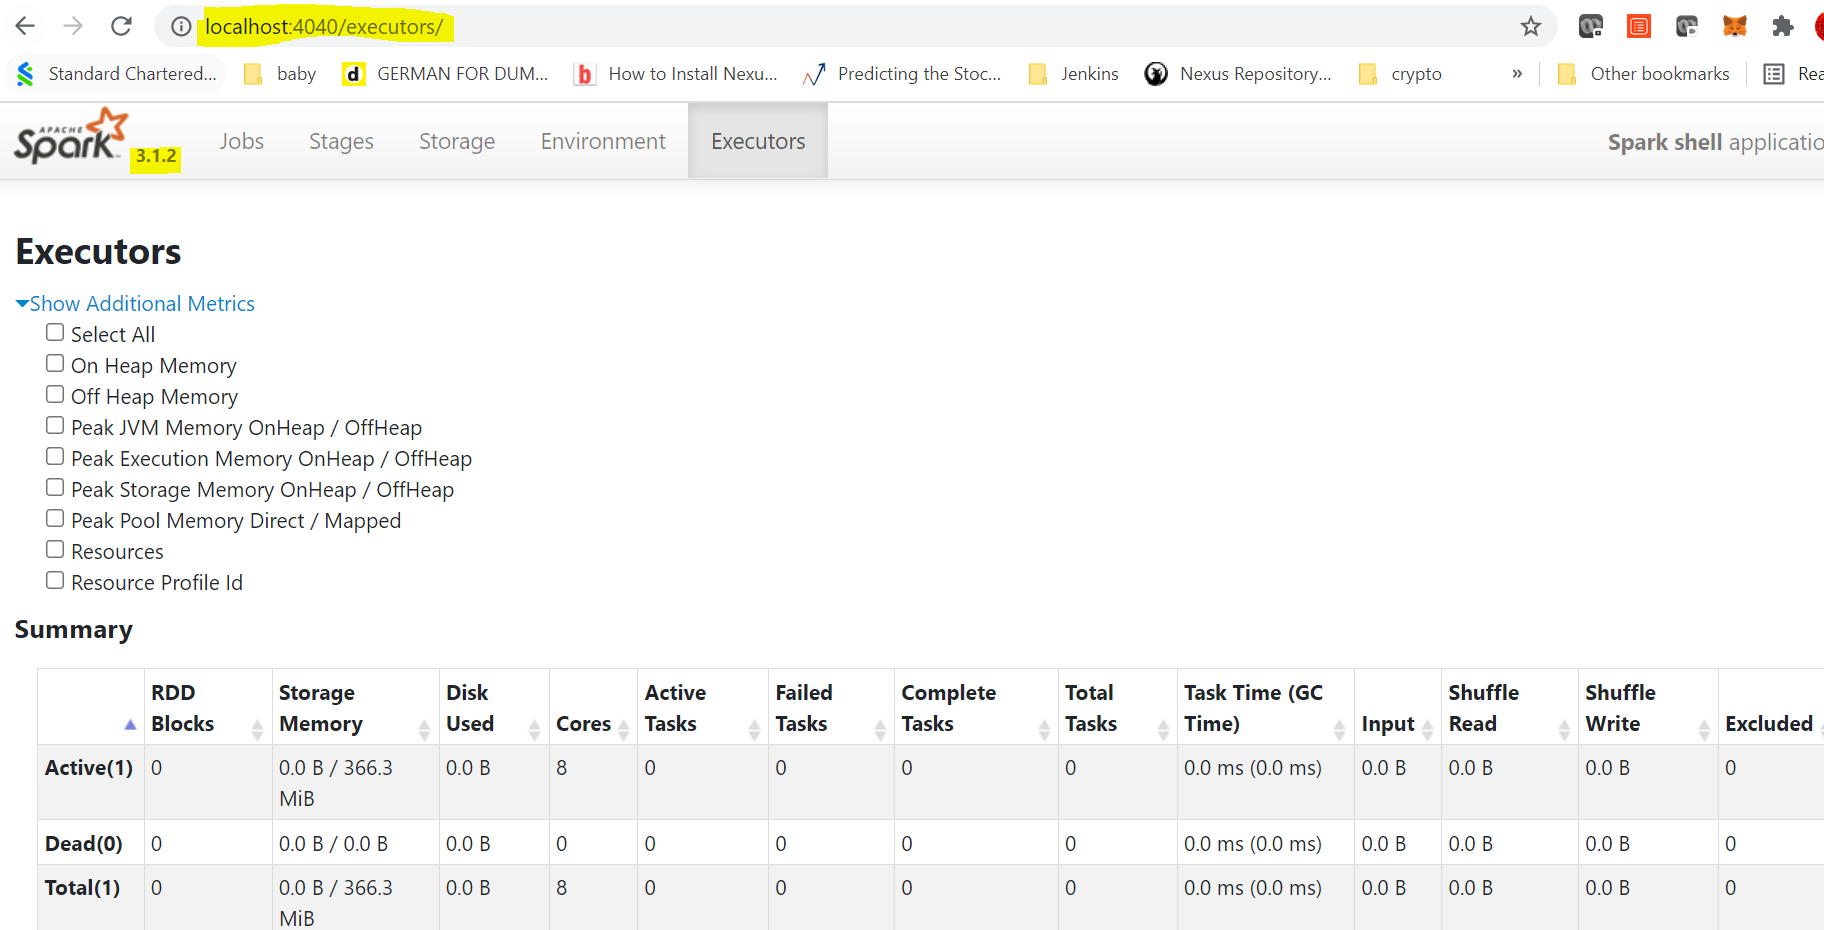 localhost:4040/executors/
Standard Chartered... baby d GERMAN FOR DUM... b How to Install Nexu... Predicting the Stoc... Jenkins Nexus Repository... crypto » Other bookmarks Rea
APACHE
Spark 3.1.2 Jobs Stages Storage Environment Executors Spark shell applicatio
Executors
Show Additional Metrics
Select All
On Heap Memory
Off Heap Memory
Peak JVM Memory OnHeap / OffHeap
Peak Execution Memory OnHeap / OffHeap
Peak Storage Memory OnHeap / OffHeap
Peak Pool Memory Direct / Mapped
Resources
Resource Profile Id
Summary
RDD Blocks Storage Memory Disk Used Cores Active Tasks Failed Tasks Complete Tasks Total Tasks Task Time (GC Time) Input Shuffle Read Shuffle Write Excluded
Active(1) 0 0.0 B / 366.3 MiB 0.0 B 8 0 0 0 0 0.0 ms (0.0 ms) 0.0 B 0.0 B 0.0 B 0
Dead(0) 0 0.0 B / 0.0 B 0.0 B 0 0 0 0 0 0.0 ms (0.0 ms) 0.0 B 0.0 B 0.0 B 0
Total(1) 0 0.0 B / 366.3 MiB 0.0 B 8 0 0 0 0 0.0 ms (0.0 ms) 0.0 B 0.0 B 0.0 B 0